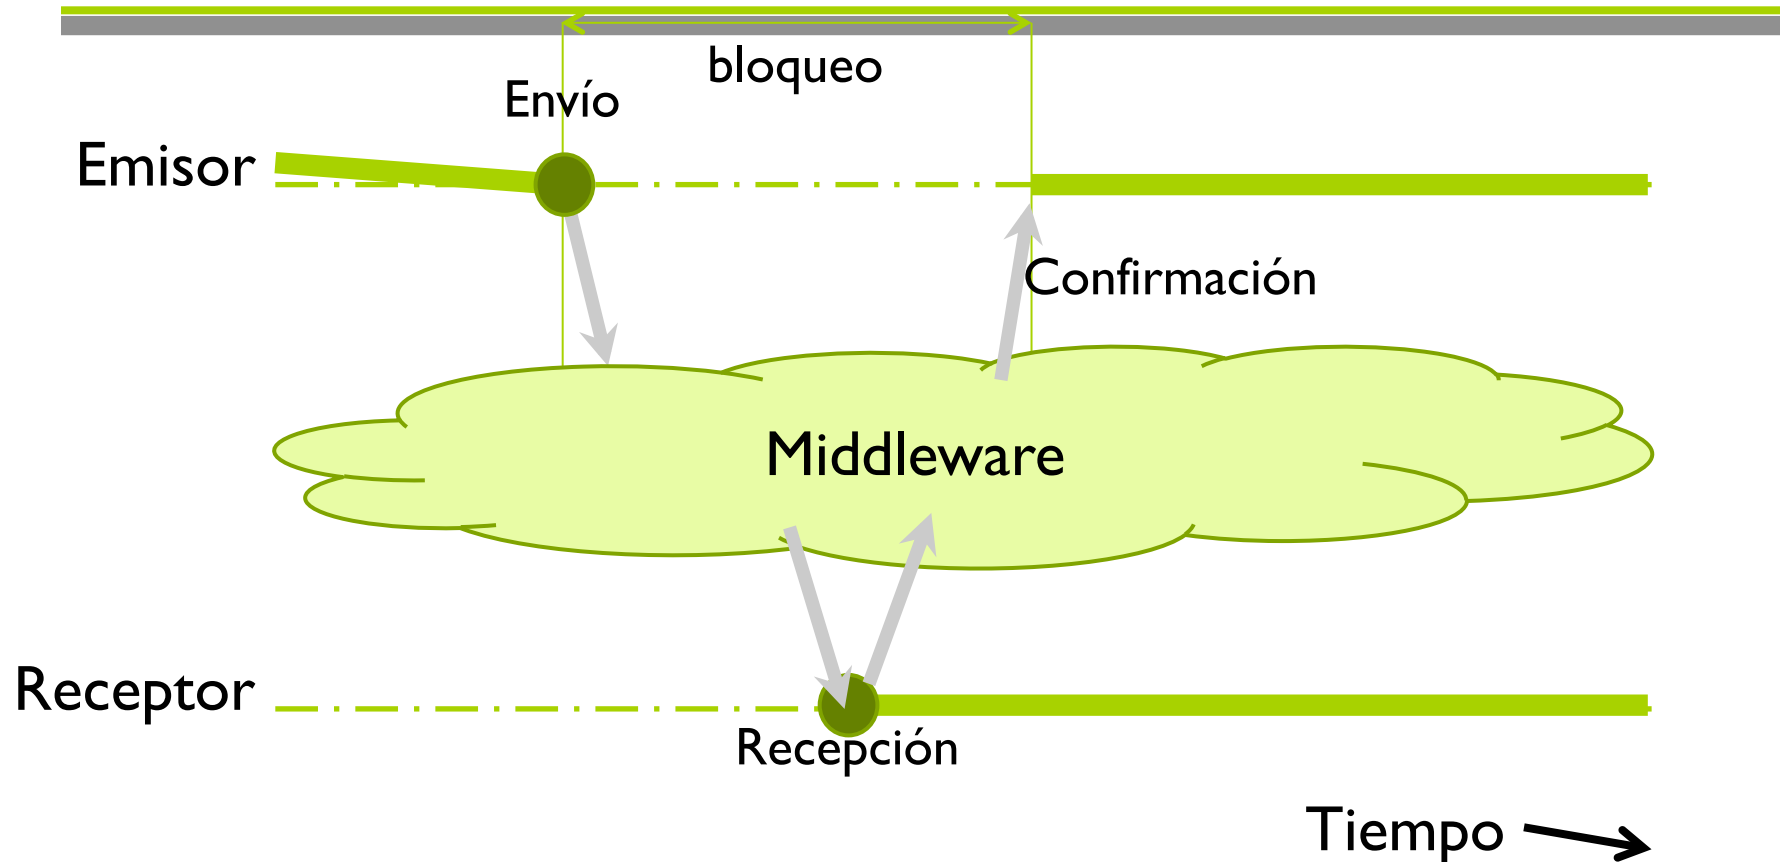 bloqueo
Envío
Emisor
Confirmación
Middleware
Receptor
Recepción
Tiempo